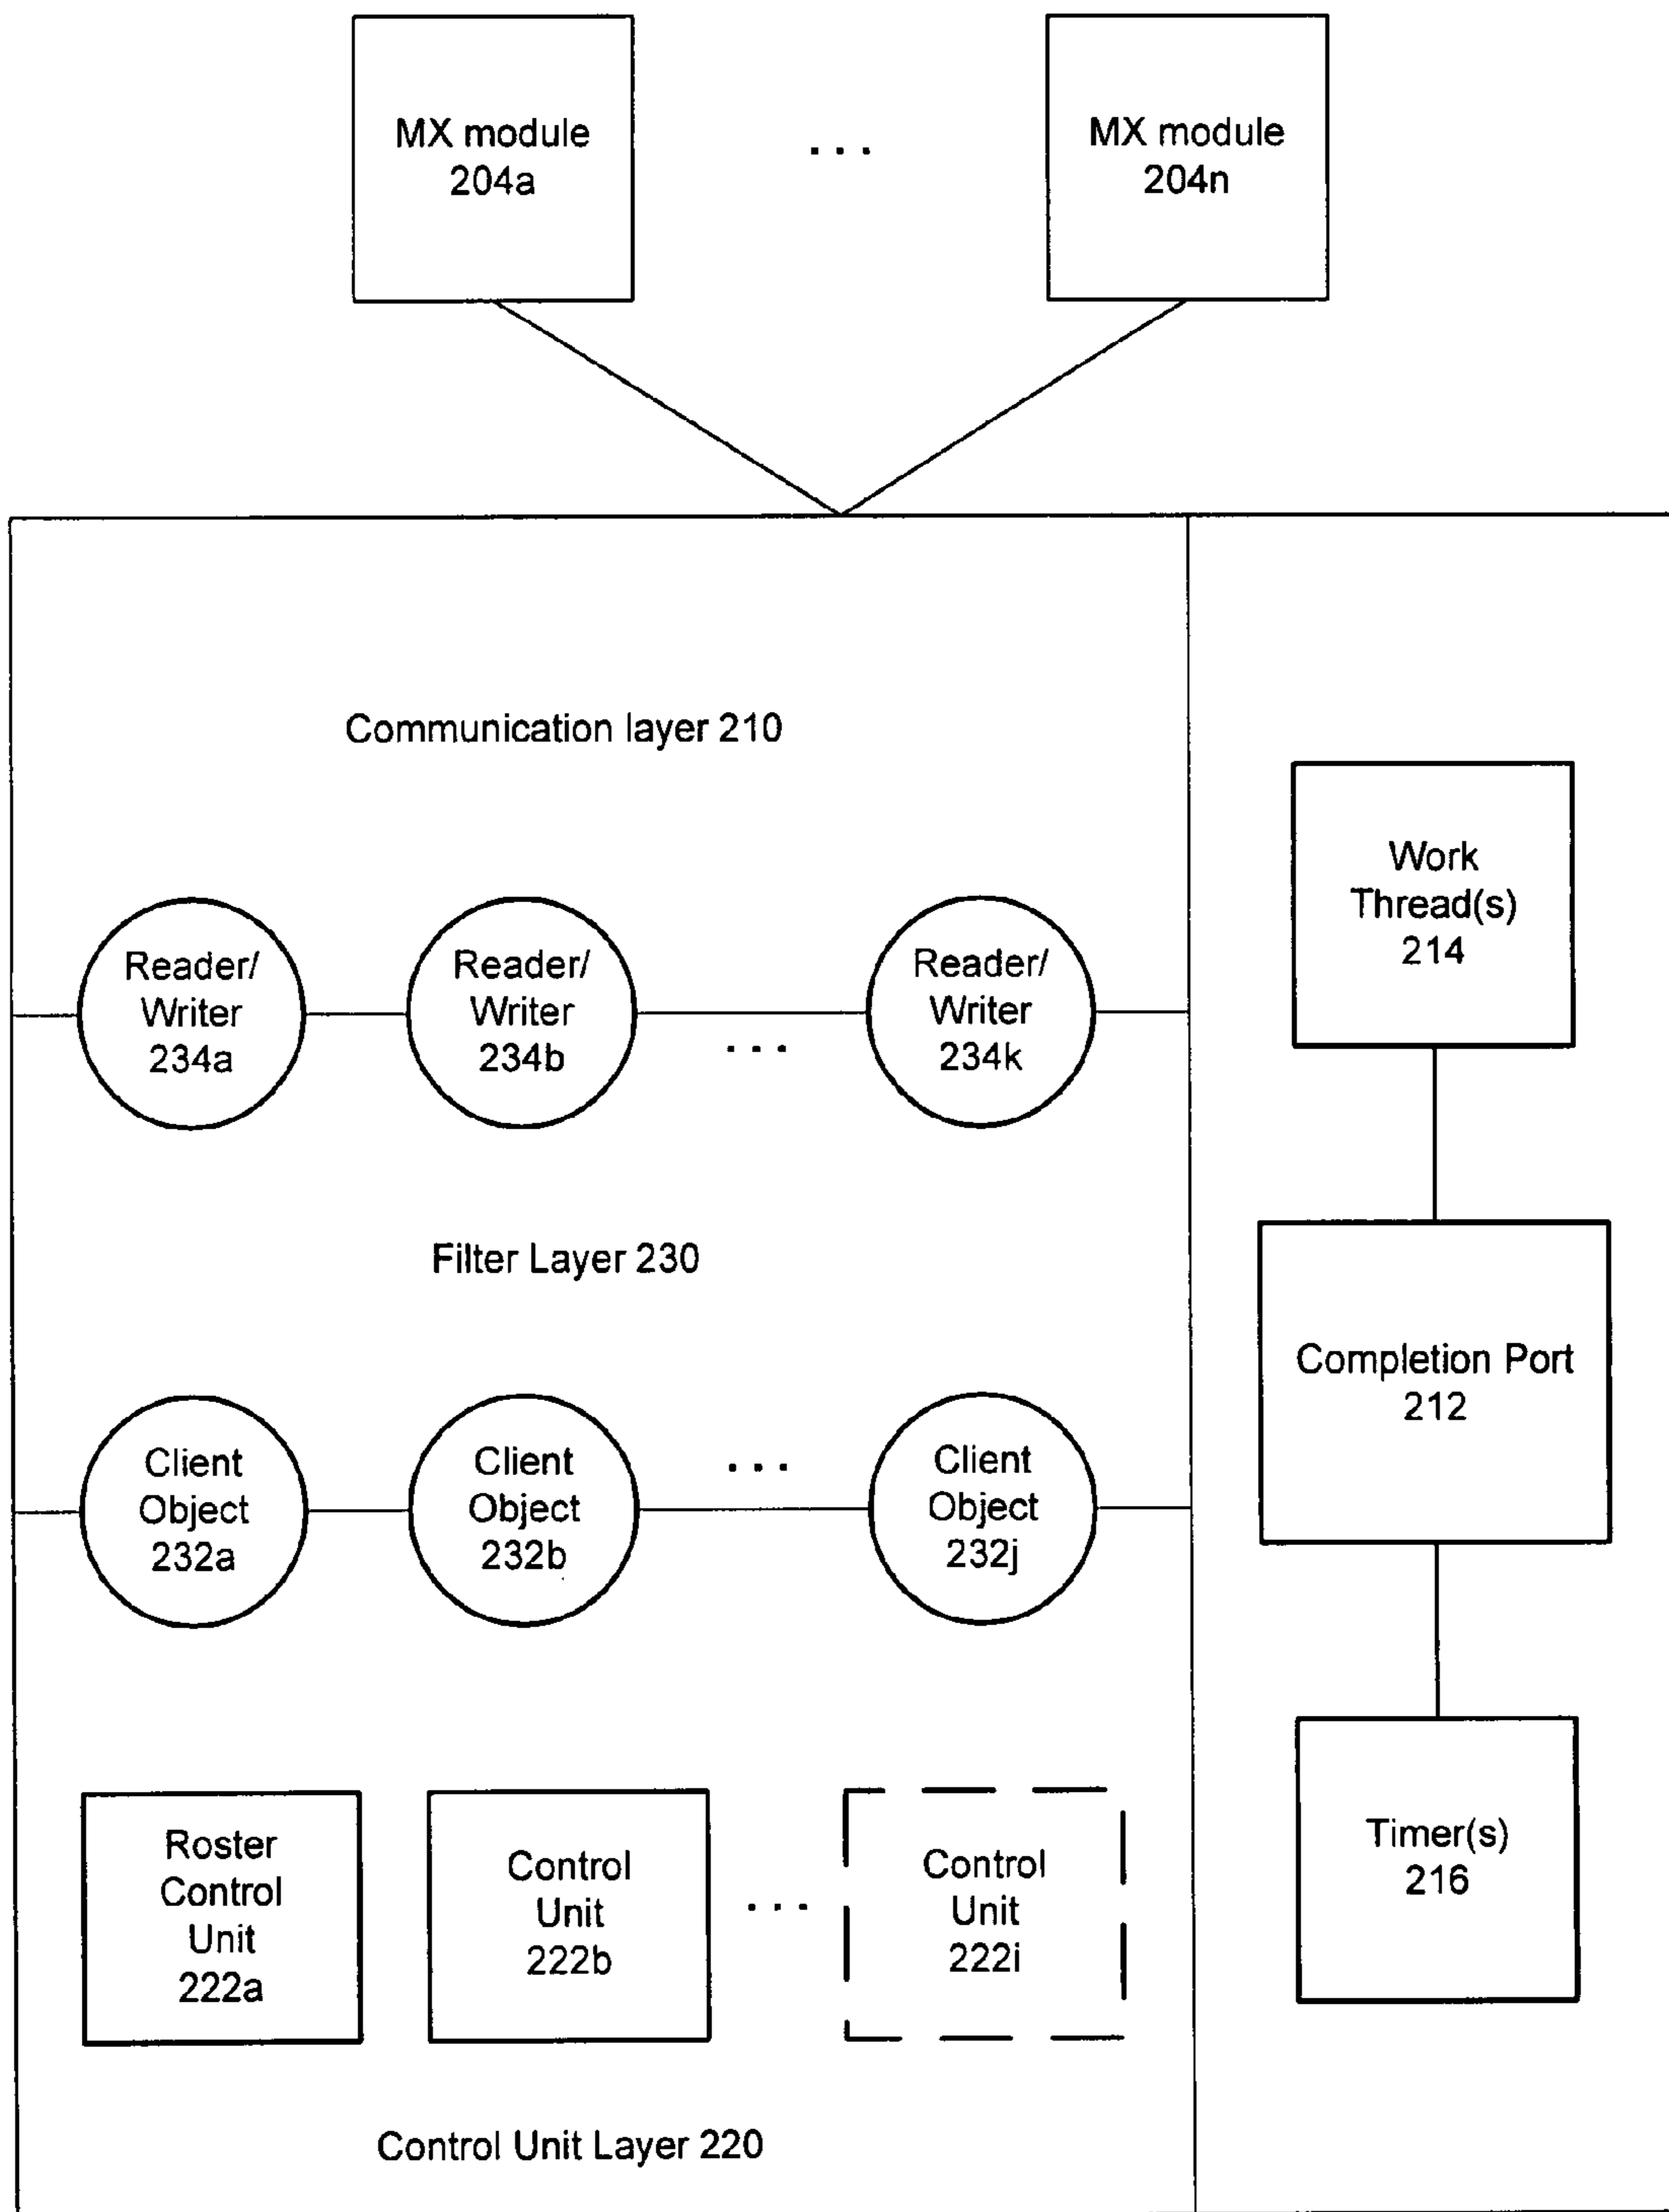 MX module
204a
...
MX module
204n
Communication layer 210
Reader/
Writer
234a
Reader/
Writer
234b
...
Reader/
Writer
234k
Filter Layer 230
Client
Object
232a
Client
Object
232b
...
Client
Object
232j
Roster
Control
Unit
222a
Control
Unit
222b
...
Control
Unit
222i
Control Unit Layer 220
Work
Thread(s)
214
Completion Port
212
Timer(s)
216